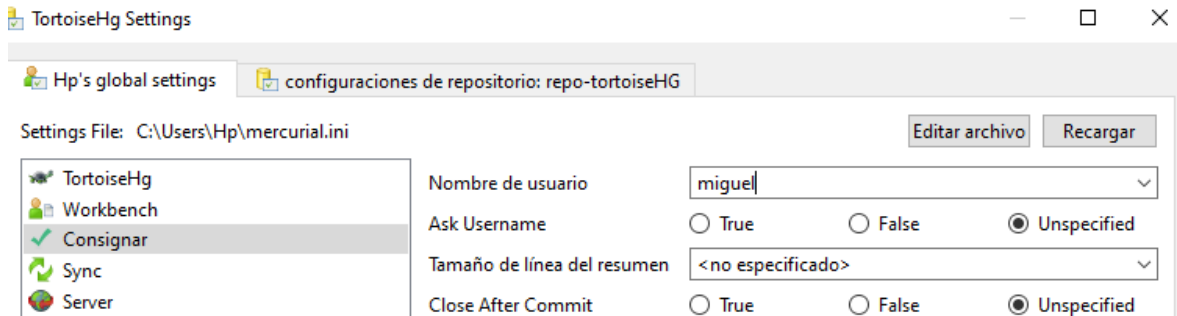 TortoiseHg Settings
Hp's global settings configuraciones de repositorio: repo-tortoiseHG
Settings File: C:\Users\Hp\mercurial.ini Editar archivo Recargar
TortoiseHg
Workbench
Consignar
Sync
Server
Nombre de usuario miguel
Ask Username True False Unspecified
Tamaño de línea del resumen <no especificado>
Close After Commit True False Unspecified